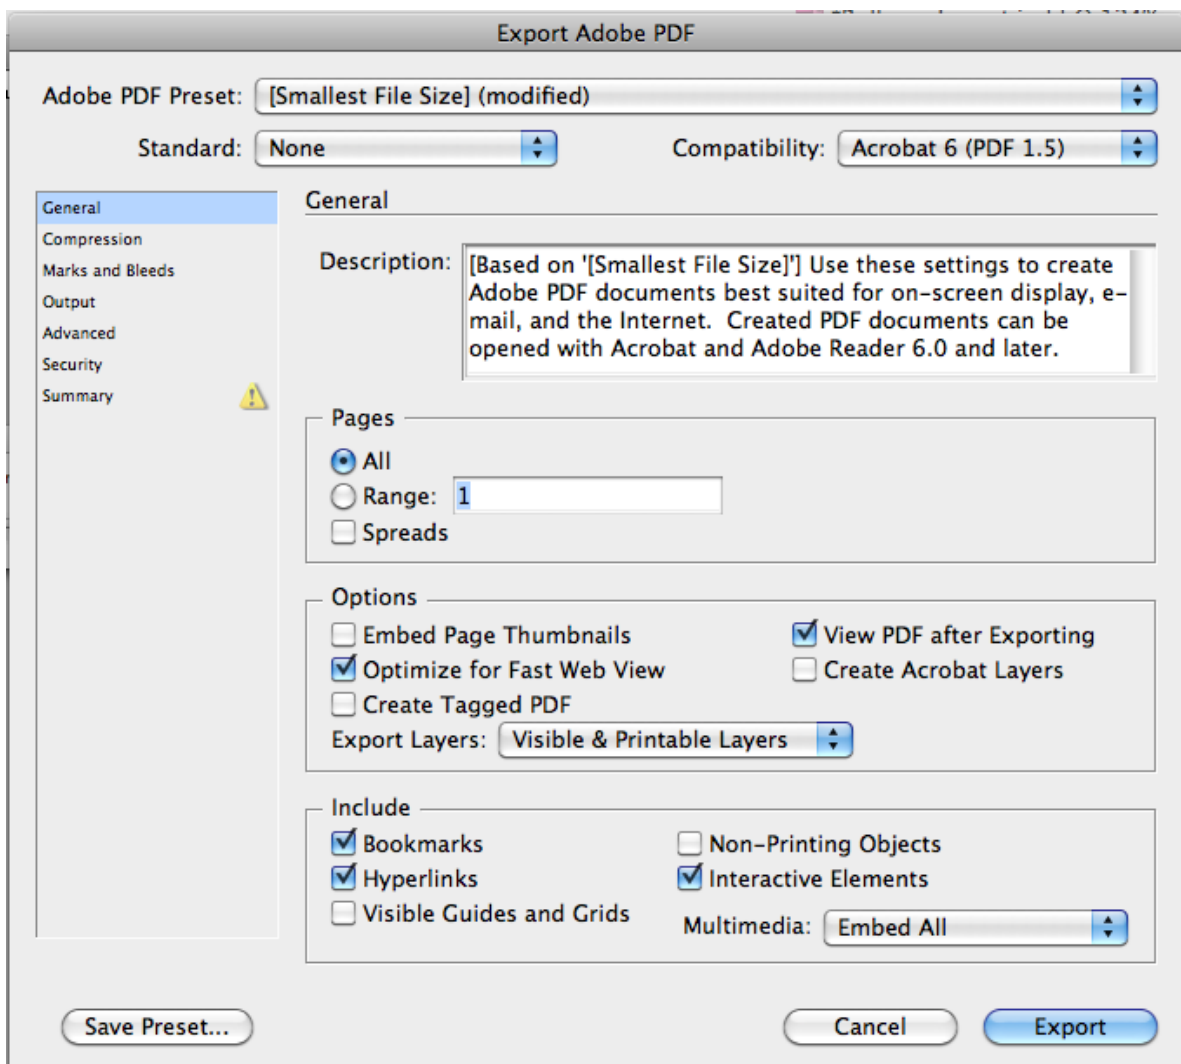 Export Adobe PDF
Adobe PDF Preset: [Smallest File Size] (modified)
Standard: None
Compatibility: Acrobat 6 (PDF 1.5)
General
Compression
Marks and Bleeds
Output
Advanced
Security
Summary
General
Description: [Based on '[Smallest File Size]'] Use these settings to create
Adobe PDF documents best suited for on-screen display, e-
mail, and the Internet.  Created PDF documents can be
opened with Acrobat and Adobe Reader 6.0 and later.
Pages
All
Range: 1
Spreads
Options
Embed Page Thumbnails
View PDF after Exporting
Optimize for Fast Web View
Create Acrobat Layers
Create Tagged PDF
Export Layers: Visible & Printable Layers
Include
Bookmarks
Non-Printing Objects
Hyperlinks
Interactive Elements
Visible Guides and Grids
Multimedia: Embed All
Save Preset...
Cancel
Export